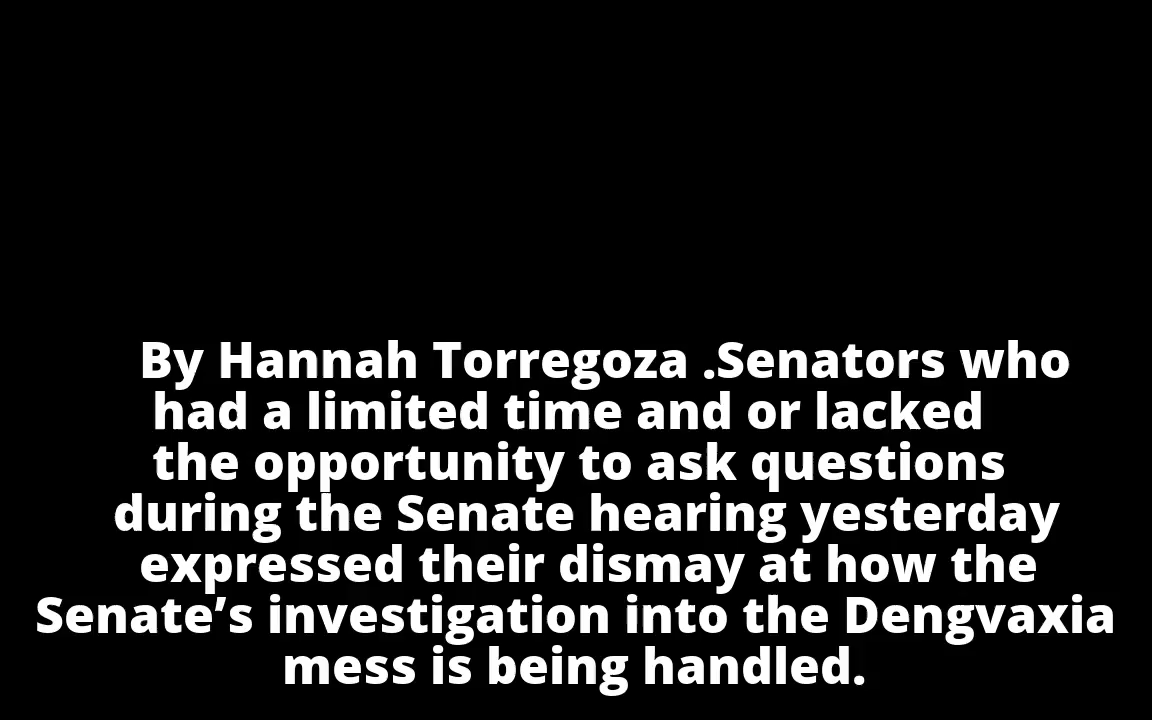 By Hannah Torregoza .Senators who
had a limited time and or lacked
the opportunity to ask questions
during the Senate hearing yesterday
expressed their dismay at how the
Senate’s investigation into the Dengvaxia
mess is being handled.